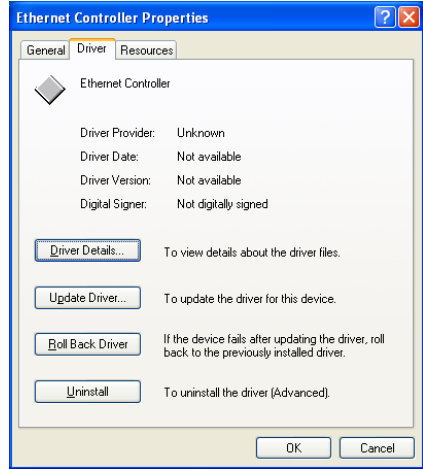 Ethernet Controller Properties
General Driver Resources
Ethernet Controller
Driver Provider: Unknown
Driver Date: Not available
Driver Version: Not available
Digital Signer: Not digitally signed
Driver Details... To view details about the driver files.
Update Driver... To update the driver for this device.
Roll Back Driver If the device fails after updating the driver, roll
back to the previously installed driver.
Uninstall To uninstall the driver (Advanced).
OK Cancel